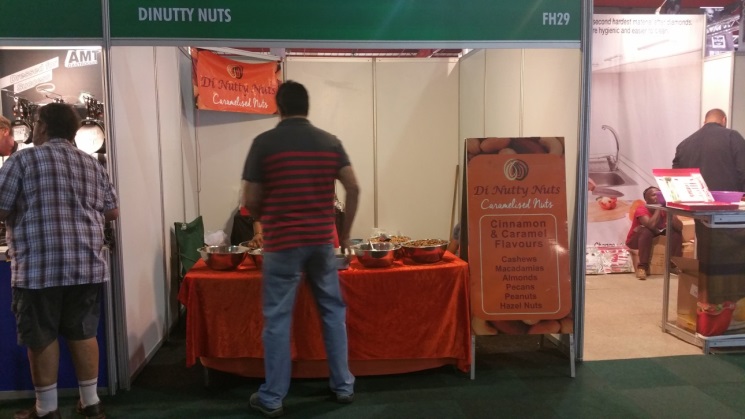 DINUTTY NUTS
FH29
AMT
Di Nutty Nuts
Caramelised Nuts
Di Nutty Nuts
Caramelised Nuts
Cinnamon
& Caramel
Flavours
Cashews
Macadamias
Almonds
Pecans
Peanuts
Hazel Nuts
second hardest material after diamonds
re hygienic and easier to clean